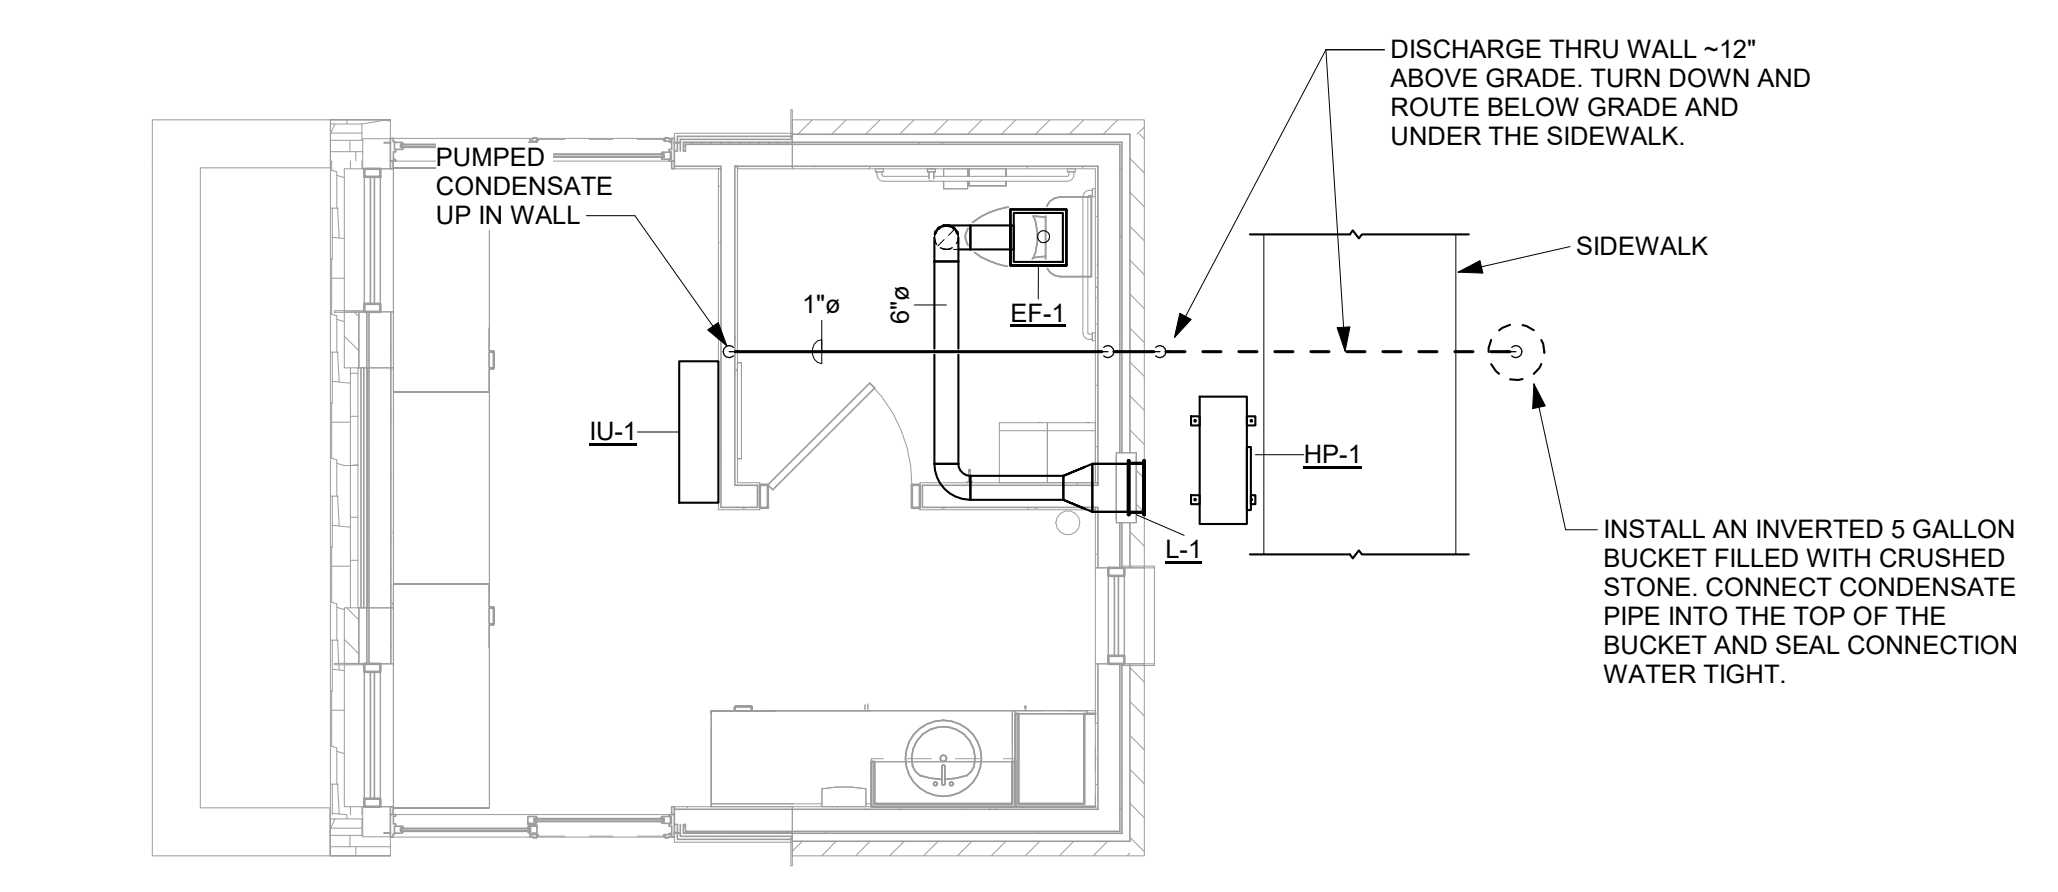 DISCHARGE THRU WALL ~12"
ABOVE GRADE. TURN DOWN AND
ROUTE BELOW GRADE AND
UNDER THE SIDEWALK.
PUMPED
CONDENSATE
UP IN WALL
SIDEWALK
1"ø
6"ø
EF-1
IU-1
HP-1
L-1
INSTALL AN INVERTED 5 GALLON
BUCKET FILLED WITH CRUSHED
STONE. CONNECT CONDENSATE
PIPE INTO THE TOP OF THE
BUCKET AND SEAL CONNECTION
WATER TIGHT.